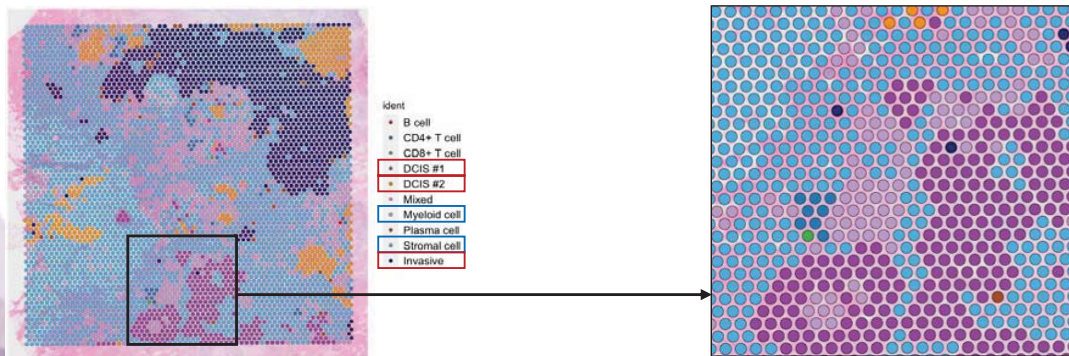 ident
B cell
CD4+ T cell
CD8+ T cell
DCIS #1
DCIS #2
Mixed
Myeloid cell
Plasma cell
Stromal cell
Invasive